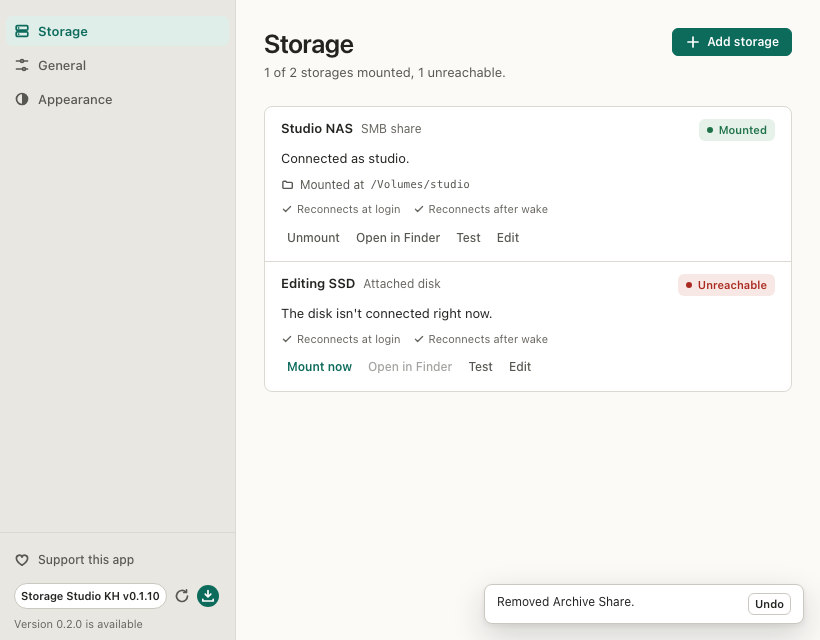 Storage
General
Appearance
Support this app
Storage Studio KH v0.1.10
Version 0.2.0 is available
Storage
Add storage
1 of 2 storages mounted, 1 unreachable.
Studio NAS SMB share
Mounted
Connected as studio.
Mounted at /Volumes/studio
Reconnects at login Reconnects after wake
Unmount Open in Finder Test Edit
Editing SSD Attached disk
Unreachable
The disk isn't connected right now.
Reconnects at login Reconnects after wake
Mount now Open in Finder Test Edit
Removed Archive Share.
Undo